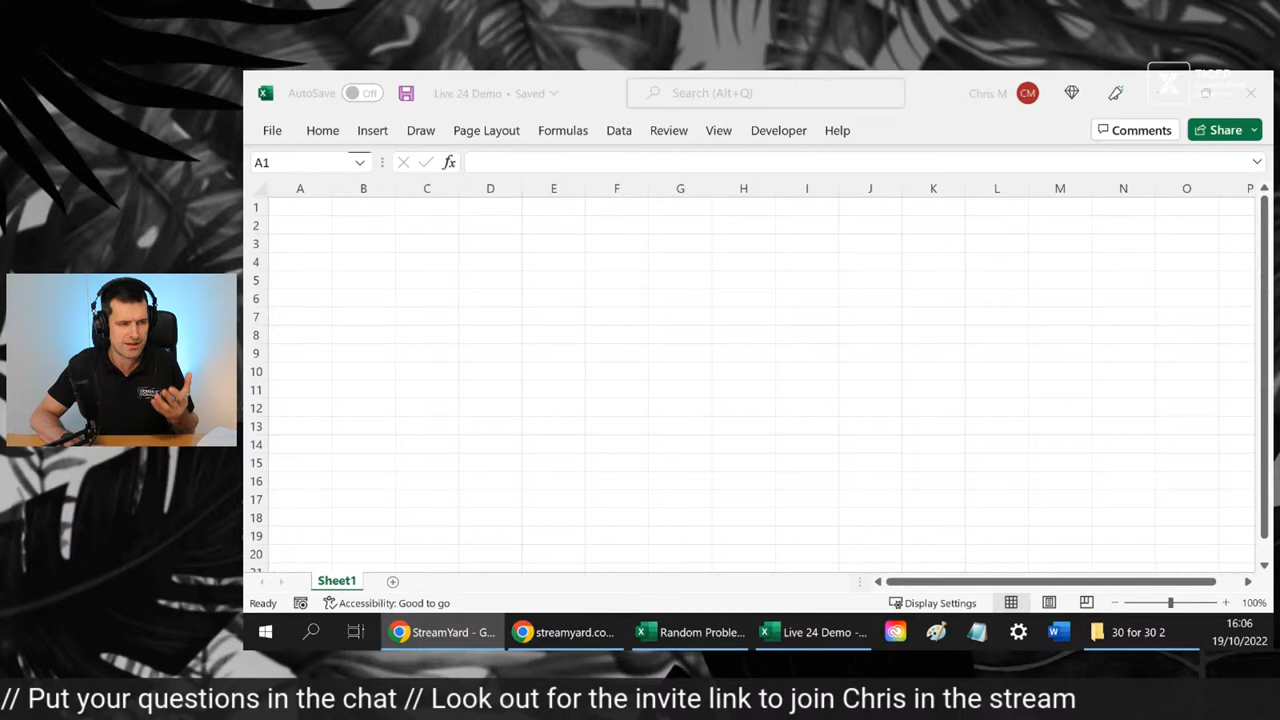 AutoSave Off Live 24 Demo • Saved Search (Alt+Q) Chris M CM
File Home Insert Draw Page Layout Formulas Data Review View Developer Help Comments Share
A1 fx
A B C D E F G H I J K L M N O P
1
2
3
4
5
6
7
8
9
10
11
12
13
14
15
16
17
18
19
20
21
Sheet1
Ready Accessibility: Good to go Display Settings 100%
StreamYard - G... streamyard.co... Random Proble... Live 24 Demo -... 30 for 30 2 16:06
19/10/2022
// Put your questions in the chat // Look out for the invite link to join Chris in the stream